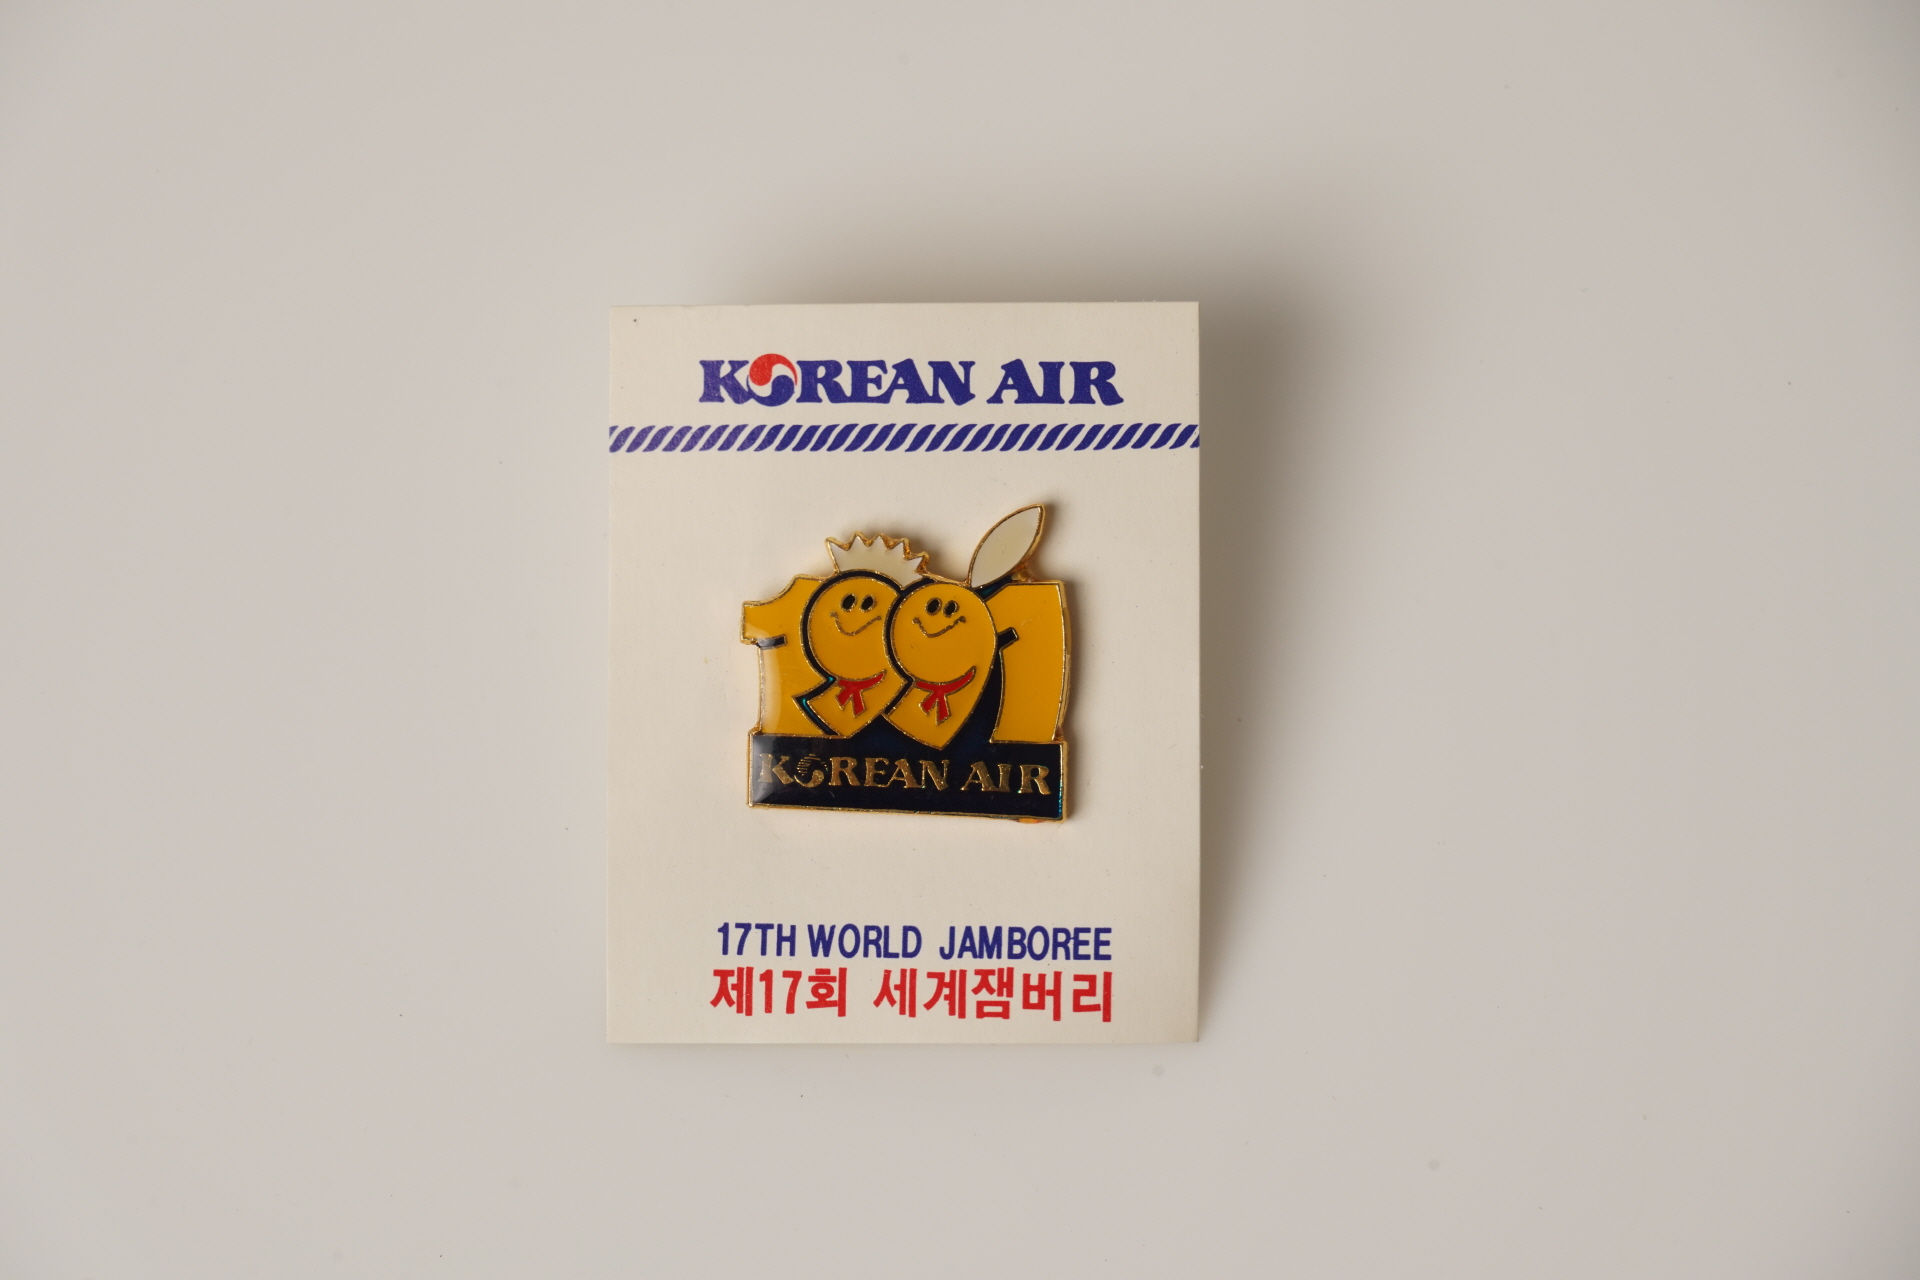 KOREAN AIR
1991
KOREAN AIR
17TH WORLD JAMBOREE
제17회 세계잼버리